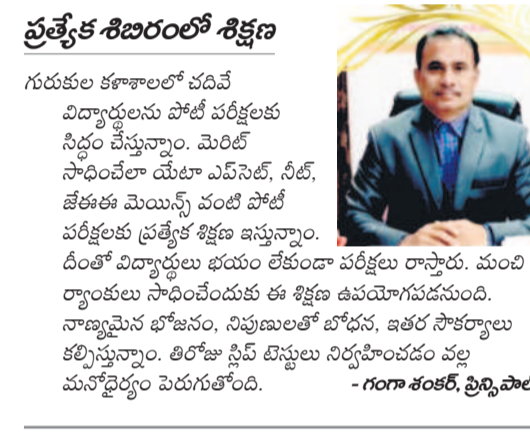 ప్రత్యేక శిబిరంలో శిక్షణ
గురుకుల కళాశాలలో చదివే
విద్యార్థులను పోటీ పరీక్షలకు
సిద్ధం చేస్తున్నాం. మెరిట్
సాధించేలా యేటా ఎప్‌సెట్, నీట్,
జేఈఈ మెయిన్స్ వంటి పోటీ
పరీక్షలకు ప్రత్యేక శిక్షణ ఇస్తున్నాం.
దీంతో విద్యార్థులు భయం లేకుండా పరీక్షలు రాస్తారు. మంచి
ర్యాంకులు సాధించేందుకు ఈ శిక్షణ ఉపయోగపడనుంది.
నాణ్యమైన భోజనం, నిపుణులతో బోధన, ఇతర సౌకర్యాలు
కల్పిస్తున్నాం. తిరోజు స్లిప్ టెస్టులు నిర్వహించడం వల్ల
మనోధైర్యం పెరుగుతోంది. - గంగా శంకర్, ప్రిన్సిపాల్